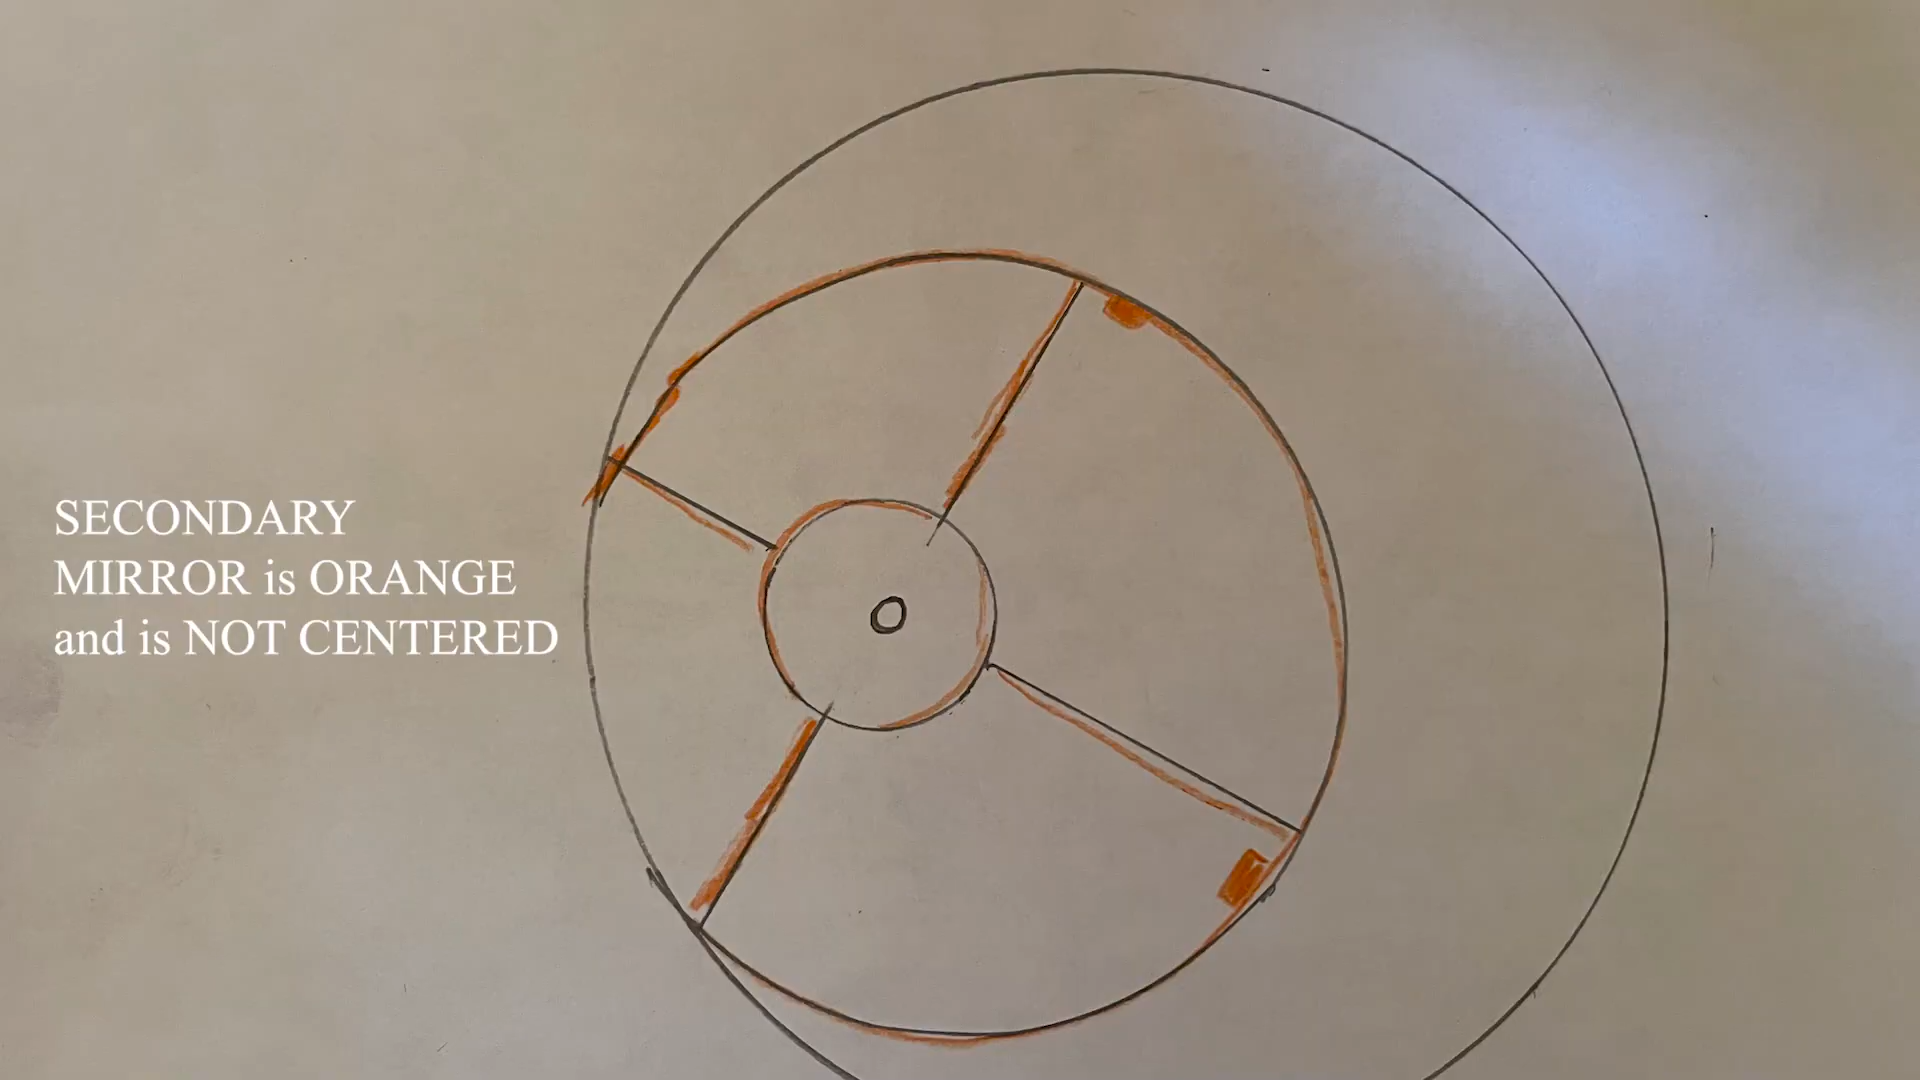 SECONDARY
MIRROR is ORANGE
and is NOT CENTERED